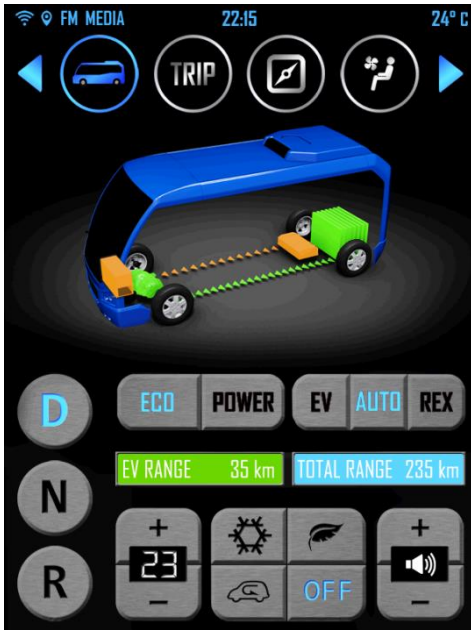 FM MEDIA 22:15 24° C
TRIP
D
ECO POWER EV AUTO REX
EV RANGE 35 km TOTAL RANGE 235 km
N
+ +
23
OFF
− −
R